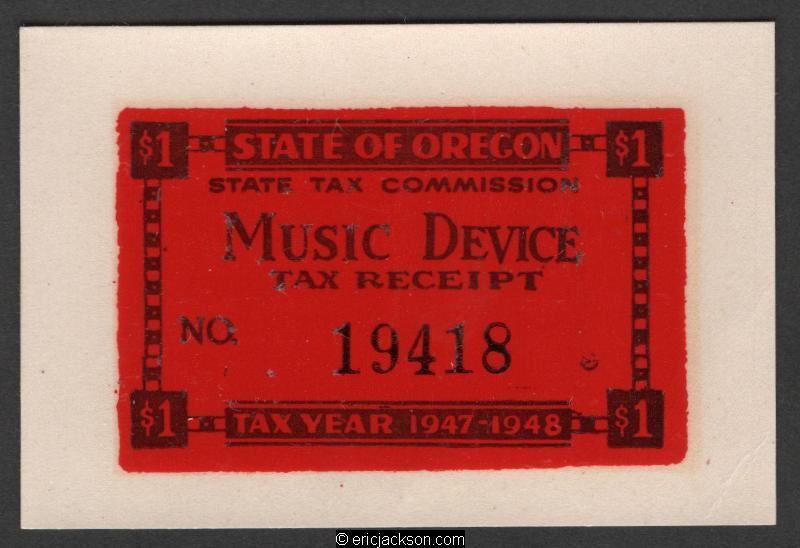 $1 STATE OF OREGON $1
STATE TAX COMMISSION
MUSIC DEVICE
TAX RECEIPT
NO. 19418
$1 TAX YEAR 1947-1948 $1
© ericjackson.com